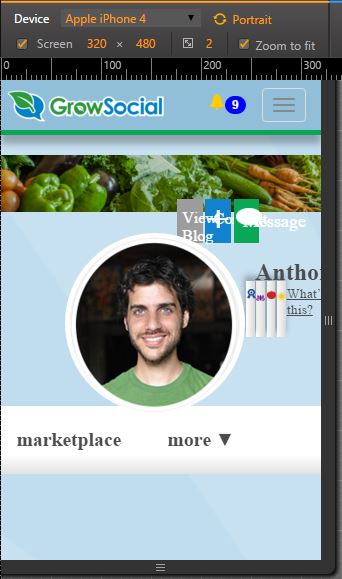 Device Apple iPhone 4 Portrait
Screen 320 × 480 2 Zoom to fit
0 100 200 300
GrowSocial 9
View Message
Blog
Anthon
What'
this?
marketplace more ▼